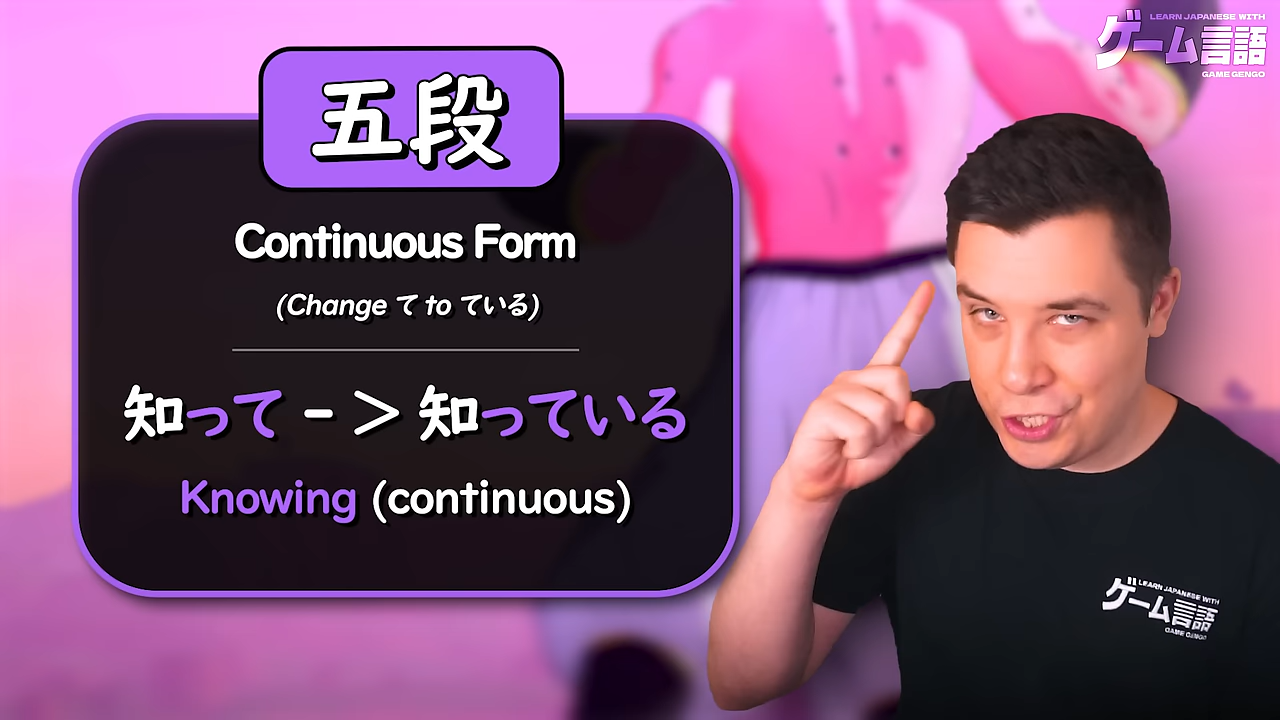 LEARN JAPANESE WITH
ゲーム言語
GAME GENGO
五段
Continuous Form
(Change て to ている)
知って -> 知っている
Knowing (continuous)
LEARN JAPANESE WITH
ゲーム言語
GAME GENGO